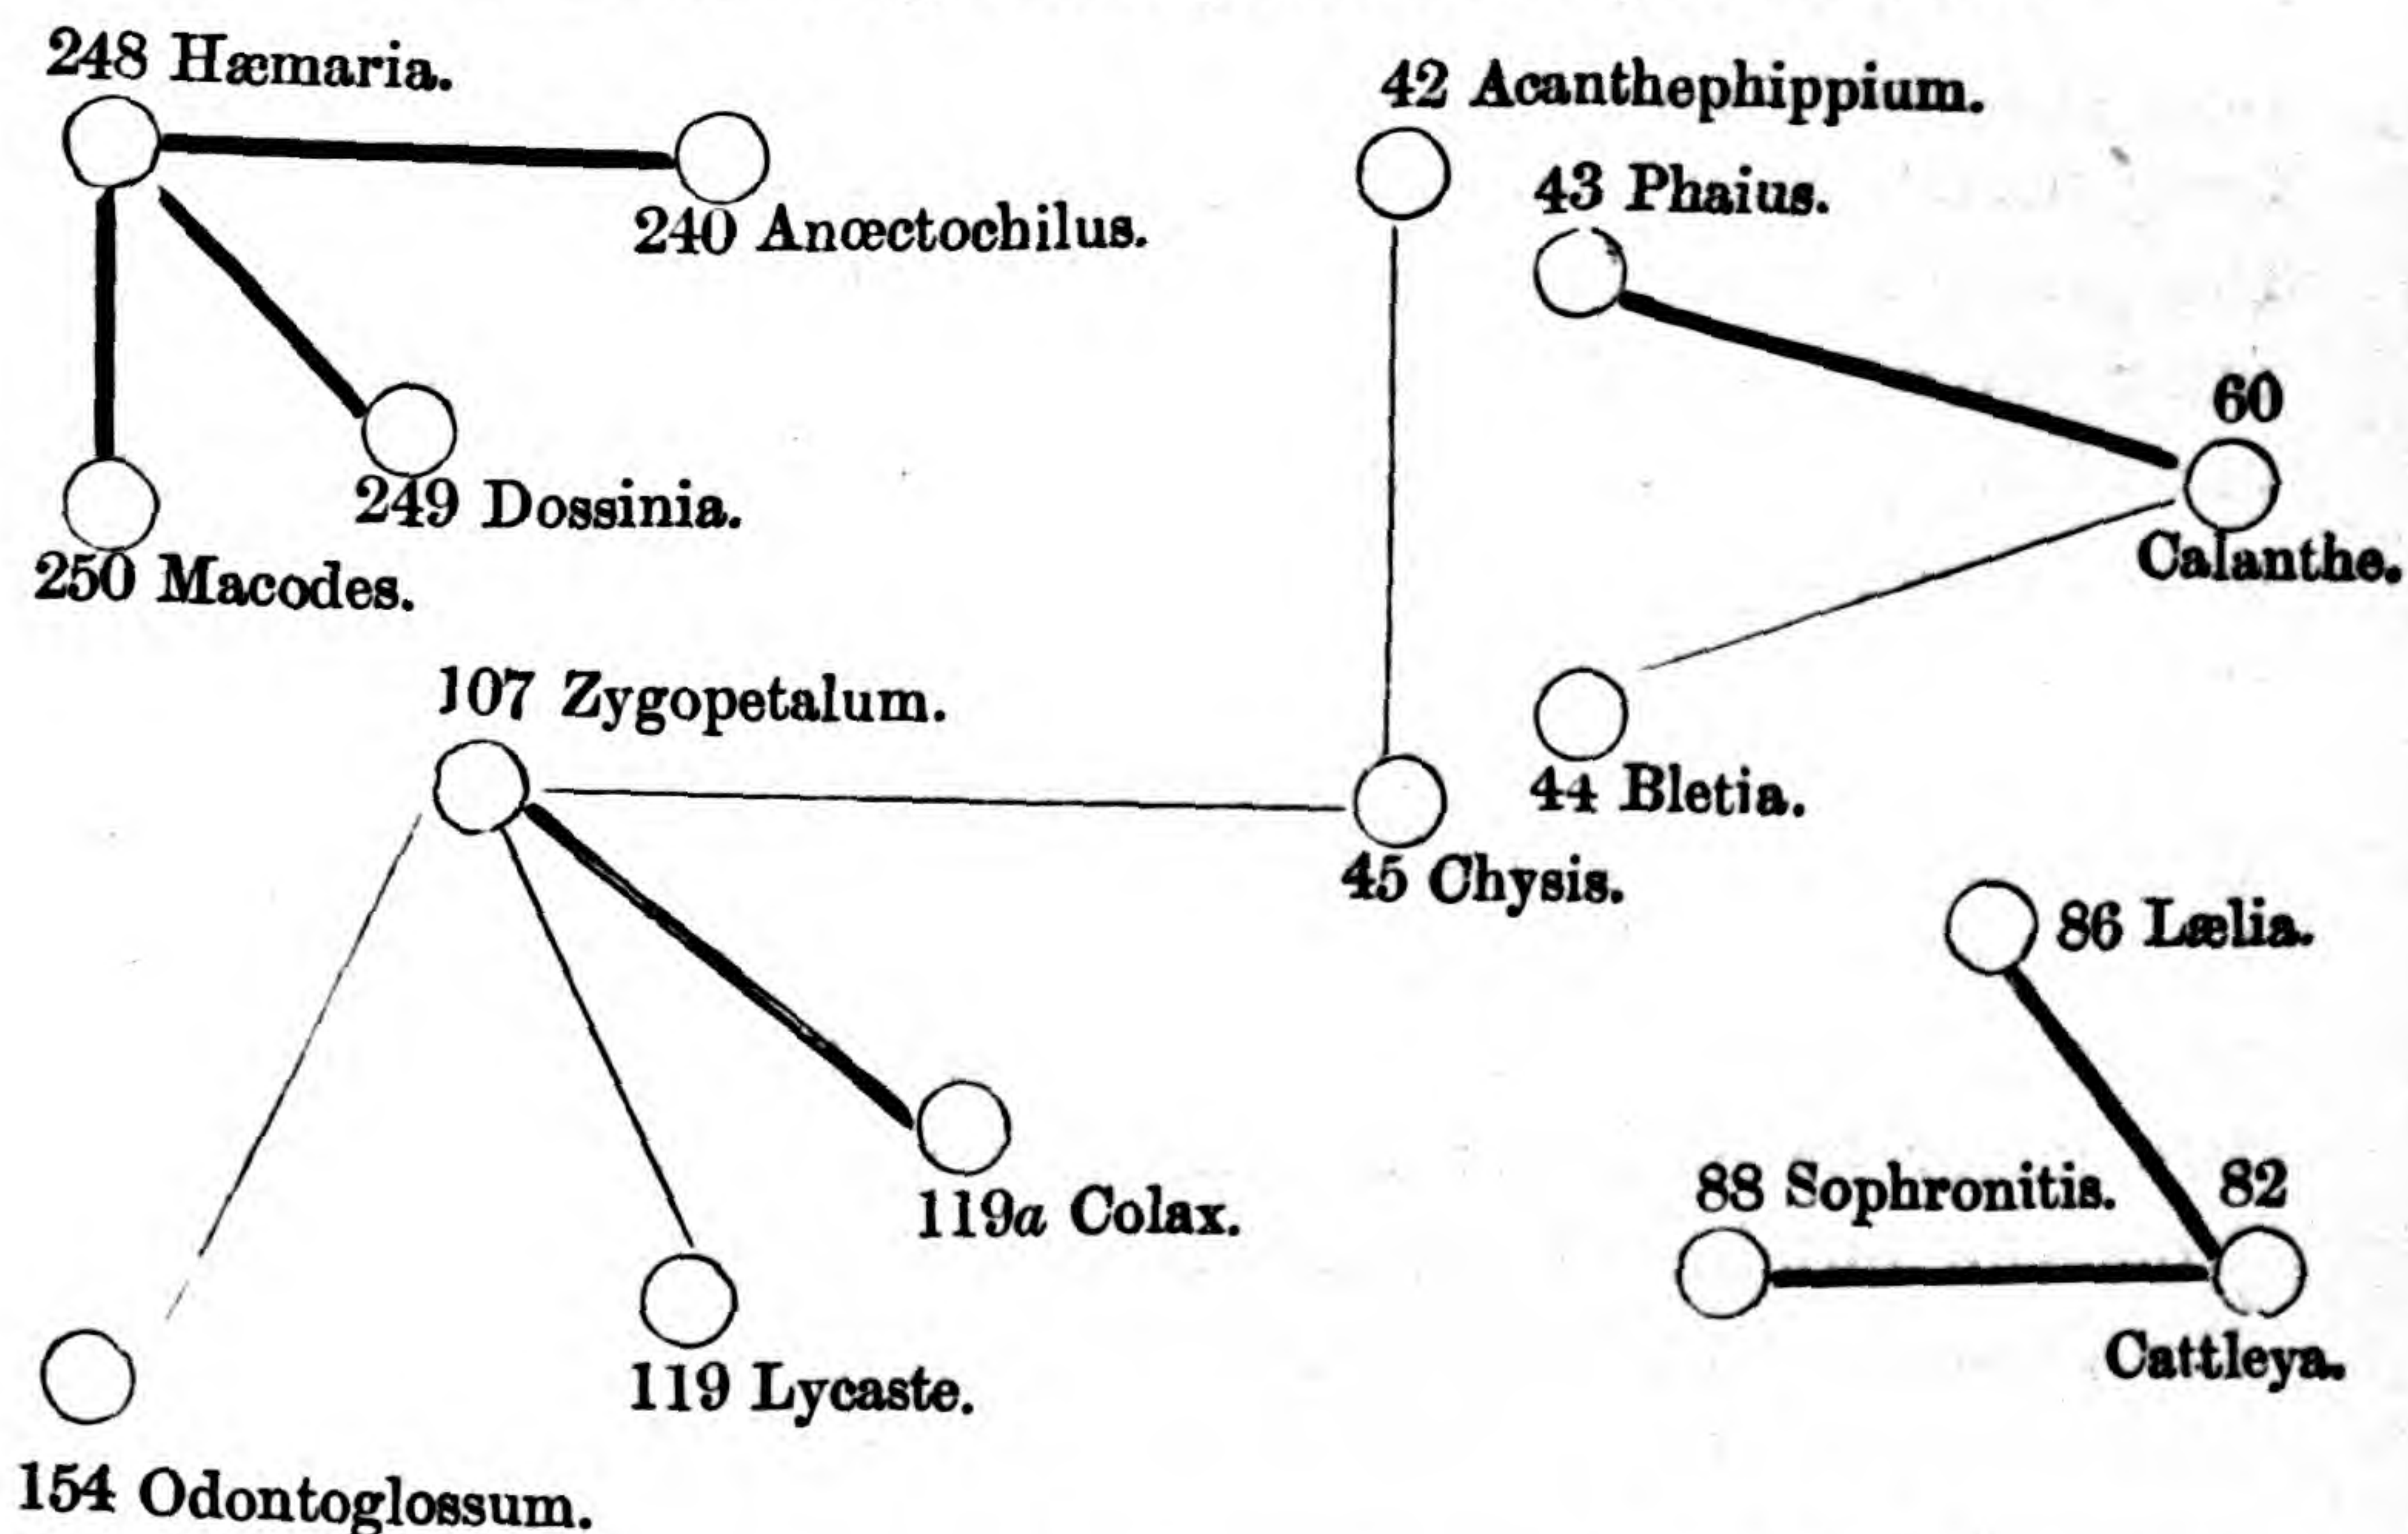 248 Hæmaria.
42 Acanthephippium.
43 Phaius.
240 Anœctochilus.
60
Calanthe.
249 Dossinia.
250 Macodes.
107 Zygopetalum.
44 Bletia.
45 Chysis.
86 Lælia.
119a Colax.
88 Sophronitis.
82
Cattleya.
119 Lycaste.
154 Odontoglossum.